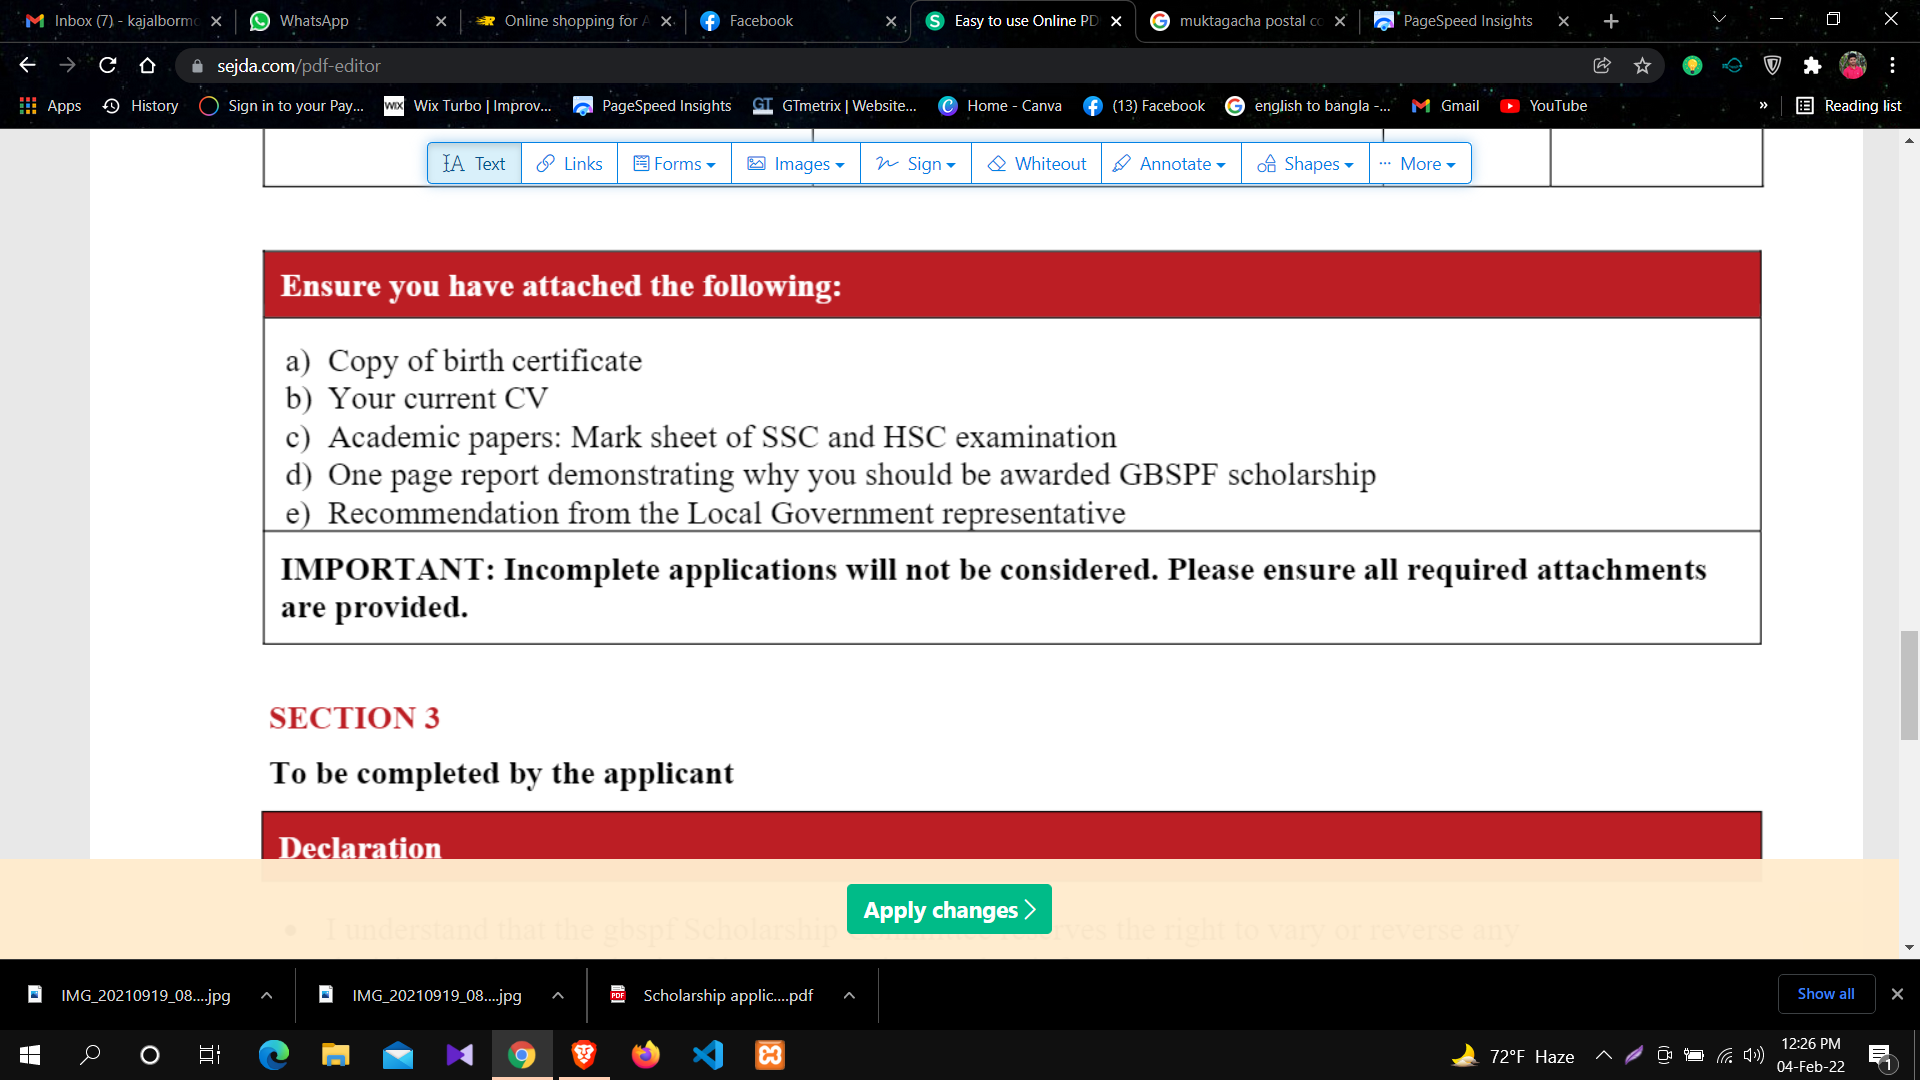 Inbox (7) - kajalbormo
WhatsApp
Online shopping for A
Facebook
Easy to use Online PD
muktagacha postal co
PageSpeed Insights
sejda.com/pdf-editor
Apps
History
Sign in to your Pay...
Wix Turbo | Improv...
PageSpeed Insights
GTmetrix | Website...
Home - Canva
(13) Facebook
english to bangla -...
Gmail
YouTube
»
Reading list
Text
Links
Forms
Images
Sign
Whiteout
Annotate
Shapes
More
Ensure you have attached the following:
a) Copy of birth certificate
b) Your current CV
c) Academic papers: Mark sheet of SSC and HSC examination
d) One page report demonstrating why you should be awarded GBSPF scholarship
e) Recommendation from the Local Government representative
IMPORTANT: Incomplete applications will not be considered. Please ensure all required attachments
are provided.
SECTION 3
To be completed by the applicant
Declaration
Apply changes
• I understand that the gbspf Scholarship Committee reserves the right to vary or reverse any
IMG_20210919_08....jpg
IMG_20210919_08....jpg
Scholarship applic....pdf
Show all
72°F Haze
12:26 PM
04-Feb-22
1